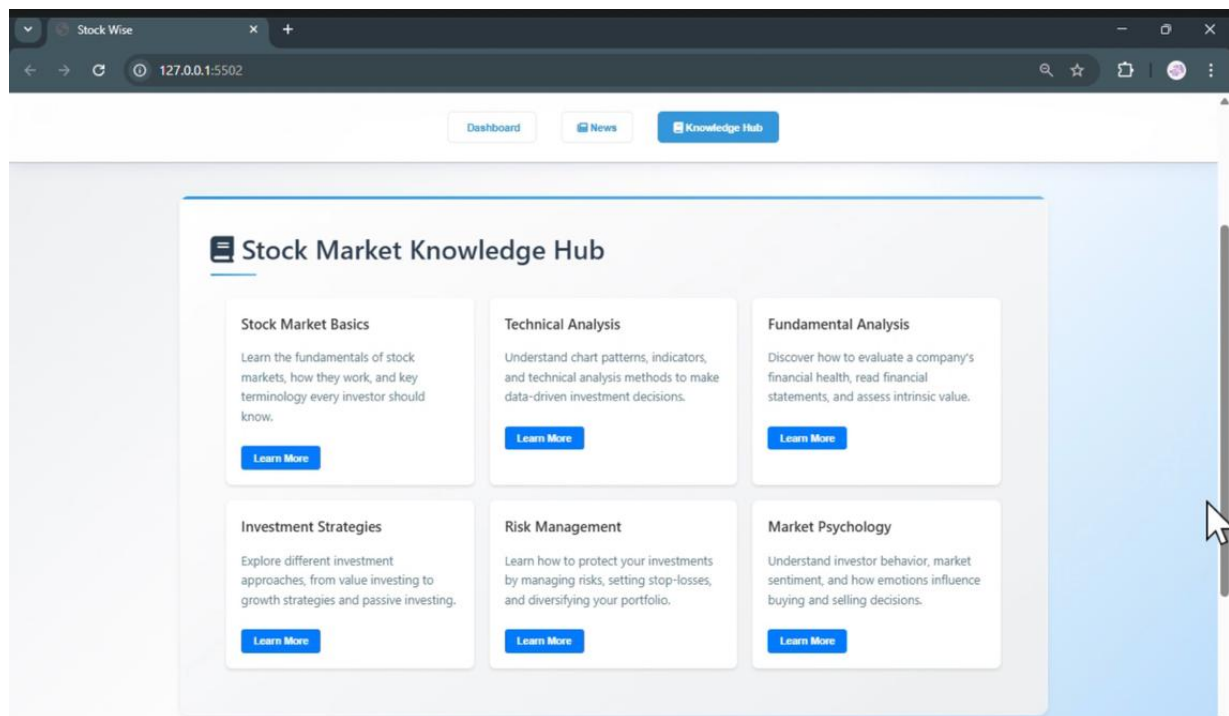 Stock Wise
127.0.0.1:5502
Dashboard
News
Knowledge Hub
Stock Market Knowledge Hub
Stock Market Basics
Learn the fundamentals of stock
markets, how they work, and key
terminology every investor should
know.
Learn More
Technical Analysis
Understand chart patterns, indicators,
and technical analysis methods to make
data-driven investment decisions.
Learn More
Fundamental Analysis
Discover how to evaluate a company's
financial health, read financial
statements, and assess intrinsic value.
Learn More
Investment Strategies
Explore different investment
approaches, from value investing to
growth strategies and passive investing.
Learn More
Risk Management
Learn how to protect your investments
by managing risks, setting stop-losses,
and diversifying your portfolio.
Learn More
Market Psychology
Understand investor behavior, market
sentiment, and how emotions influence
buying and selling decisions.
Learn More